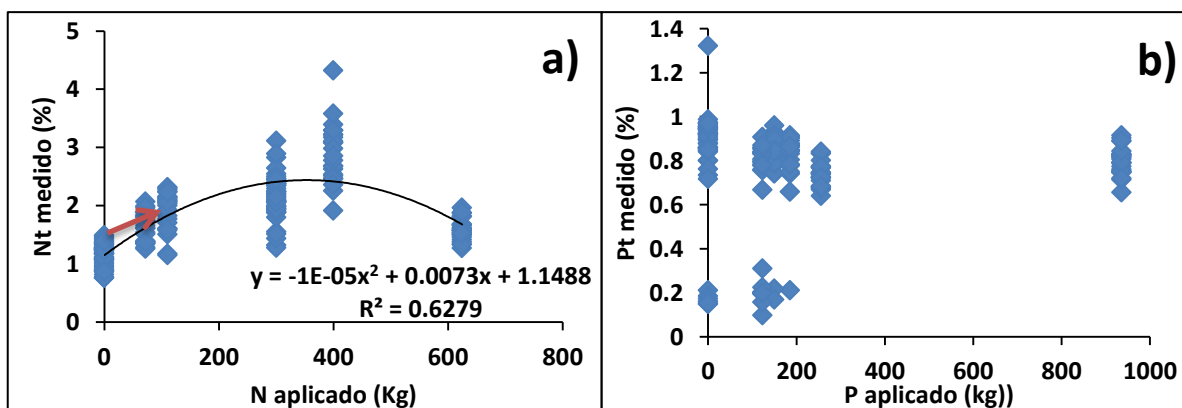 a)
Nt medido (%)
5
4
3
2
1
0
y = -1E-05x² + 0.0073x + 1.1488
R² = 0.6279
0 200 400 600 800
N aplicado (Kg)
b)
Pt medido (%)
1.4
1.2
1
0.8
0.6
0.4
0.2
0
0 200 400 600 800 1000
P aplicado (kg))